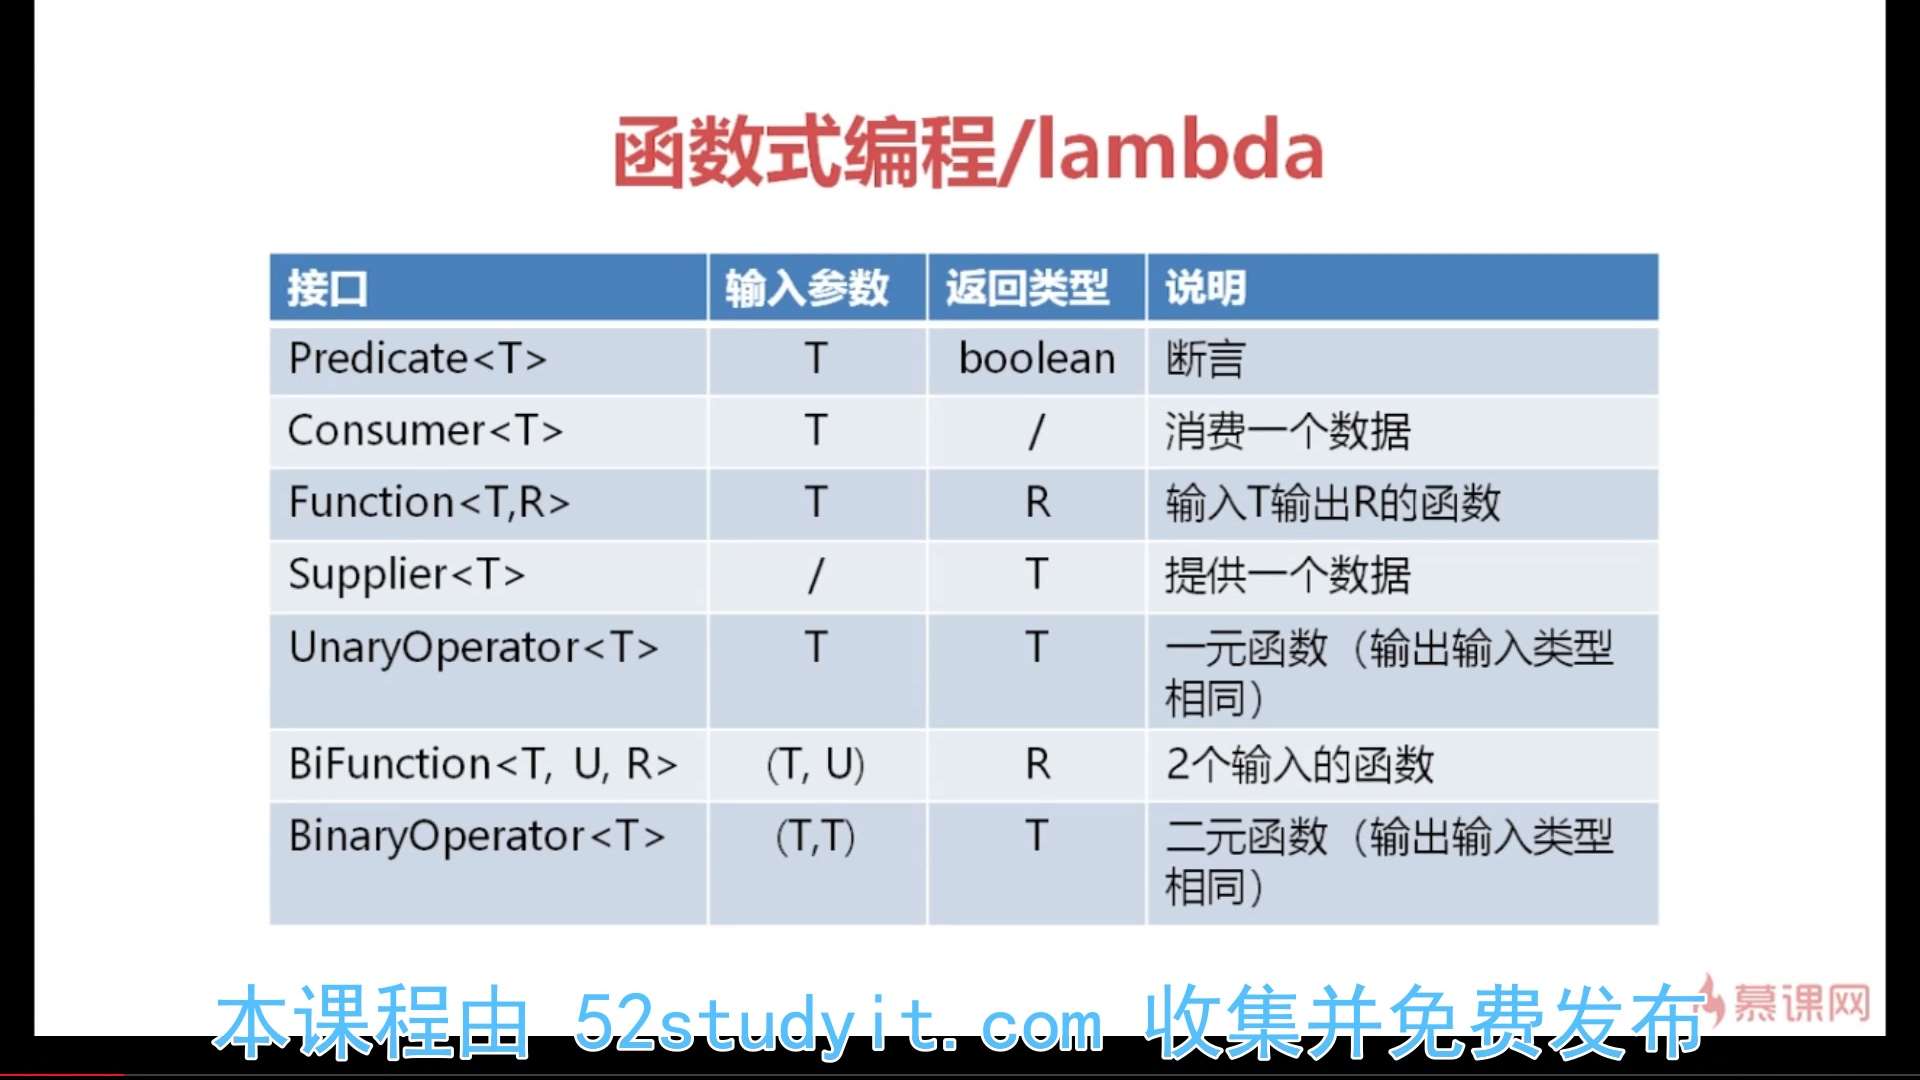 函数式编程/lambda
接口 输入参数 返回类型 说明
Predicate<T> T boolean 断言
Consumer<T> T / 消费一个数据
Function<T,R> T R 输入T输出R的函数
Supplier<T> / T 提供一个数据
UnaryOperator<T> T T 一元函数（输出输入类型
相同）
BiFunction<T, U, R> (T, U) R 2个输入的函数
BinaryOperator<T> (T,T) T 二元函数（输出输入类型
相同）
本课程由 52studyit.com 收集并免费发布
慕课网